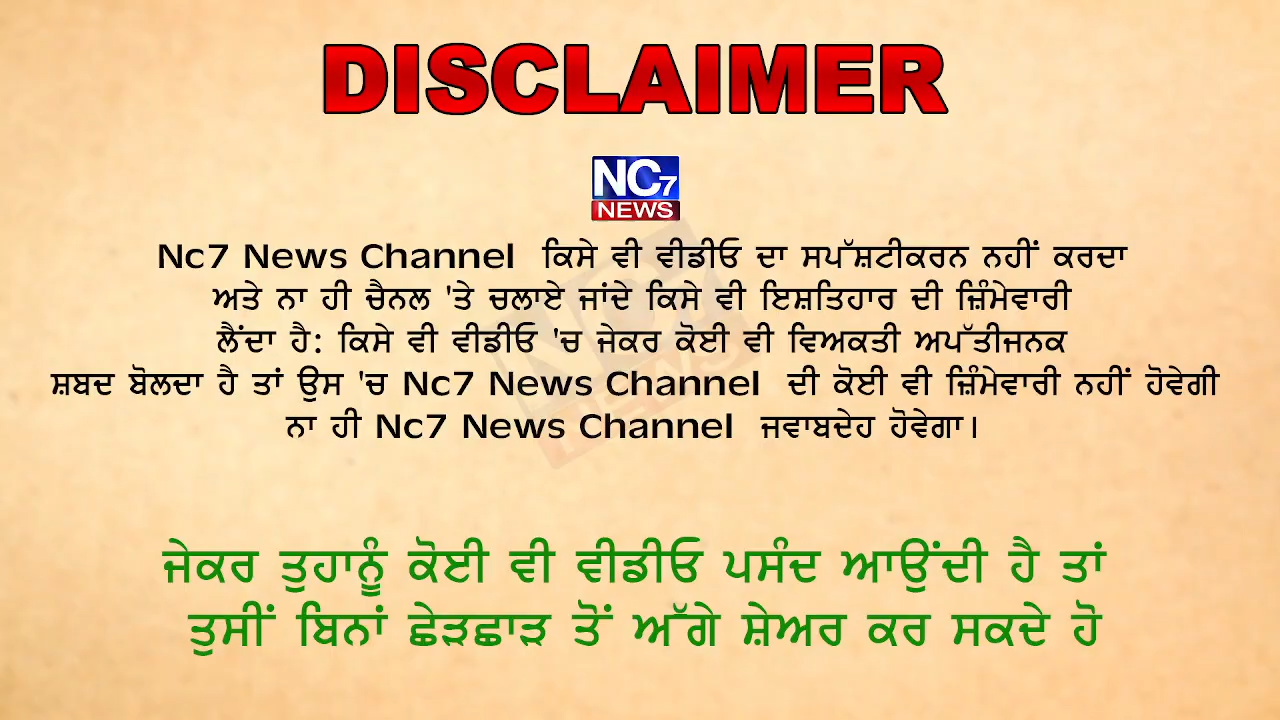 DISCLAIMER
NC7
NEWS
Nc7 News Channel ਕਿਸੇ ਵੀ ਵੀਡੀਓ ਦਾ ਸਪੱਸ਼ਟੀਕਰਨ ਨਹੀਂ ਕਰਦਾ
ਅਤੇ ਨਾ ਹੀ ਚੈਨਲ 'ਤੇ ਚਲਾਏ ਜਾਂਦੇ ਕਿਸੇ ਵੀ ਇਸ਼ਤਿਹਾਰ ਦੀ ਜ਼ਿੰਮੇਵਾਰੀ
ਲੈਂਦਾ ਹੈ: ਕਿਸੇ ਵੀ ਵੀਡੀਓ 'ਚ ਜੇਕਰ ਕੋਈ ਵੀ ਵਿਅਕਤੀ ਅਪੱਤੀਜਨਕ
ਸ਼ਬਦ ਬੋਲਦਾ ਹੈ ਤਾਂ ਉਸ 'ਚ Nc7 News Channel ਦੀ ਕੋਈ ਵੀ ਜ਼ਿੰਮੇਵਾਰੀ ਨਹੀਂ ਹੋਵੇਗੀ
ਨਾ ਹੀ Nc7 News Channel ਜਵਾਬਦੇਹ ਹੋਵੇਗਾ।
ਜੇਕਰ ਤੁਹਾਨੂੰ ਕੋਈ ਵੀ ਵੀਡੀਓ ਪਸੰਦ ਆਉਂਦੀ ਹੈ ਤਾਂ
ਤੁਸੀਂ ਬਿਨਾਂ ਛੇੜਛਾੜ ਤੋਂ ਅੱਗੇ ਸ਼ੇਅਰ ਕਰ ਸਕਦੇ ਹੋ